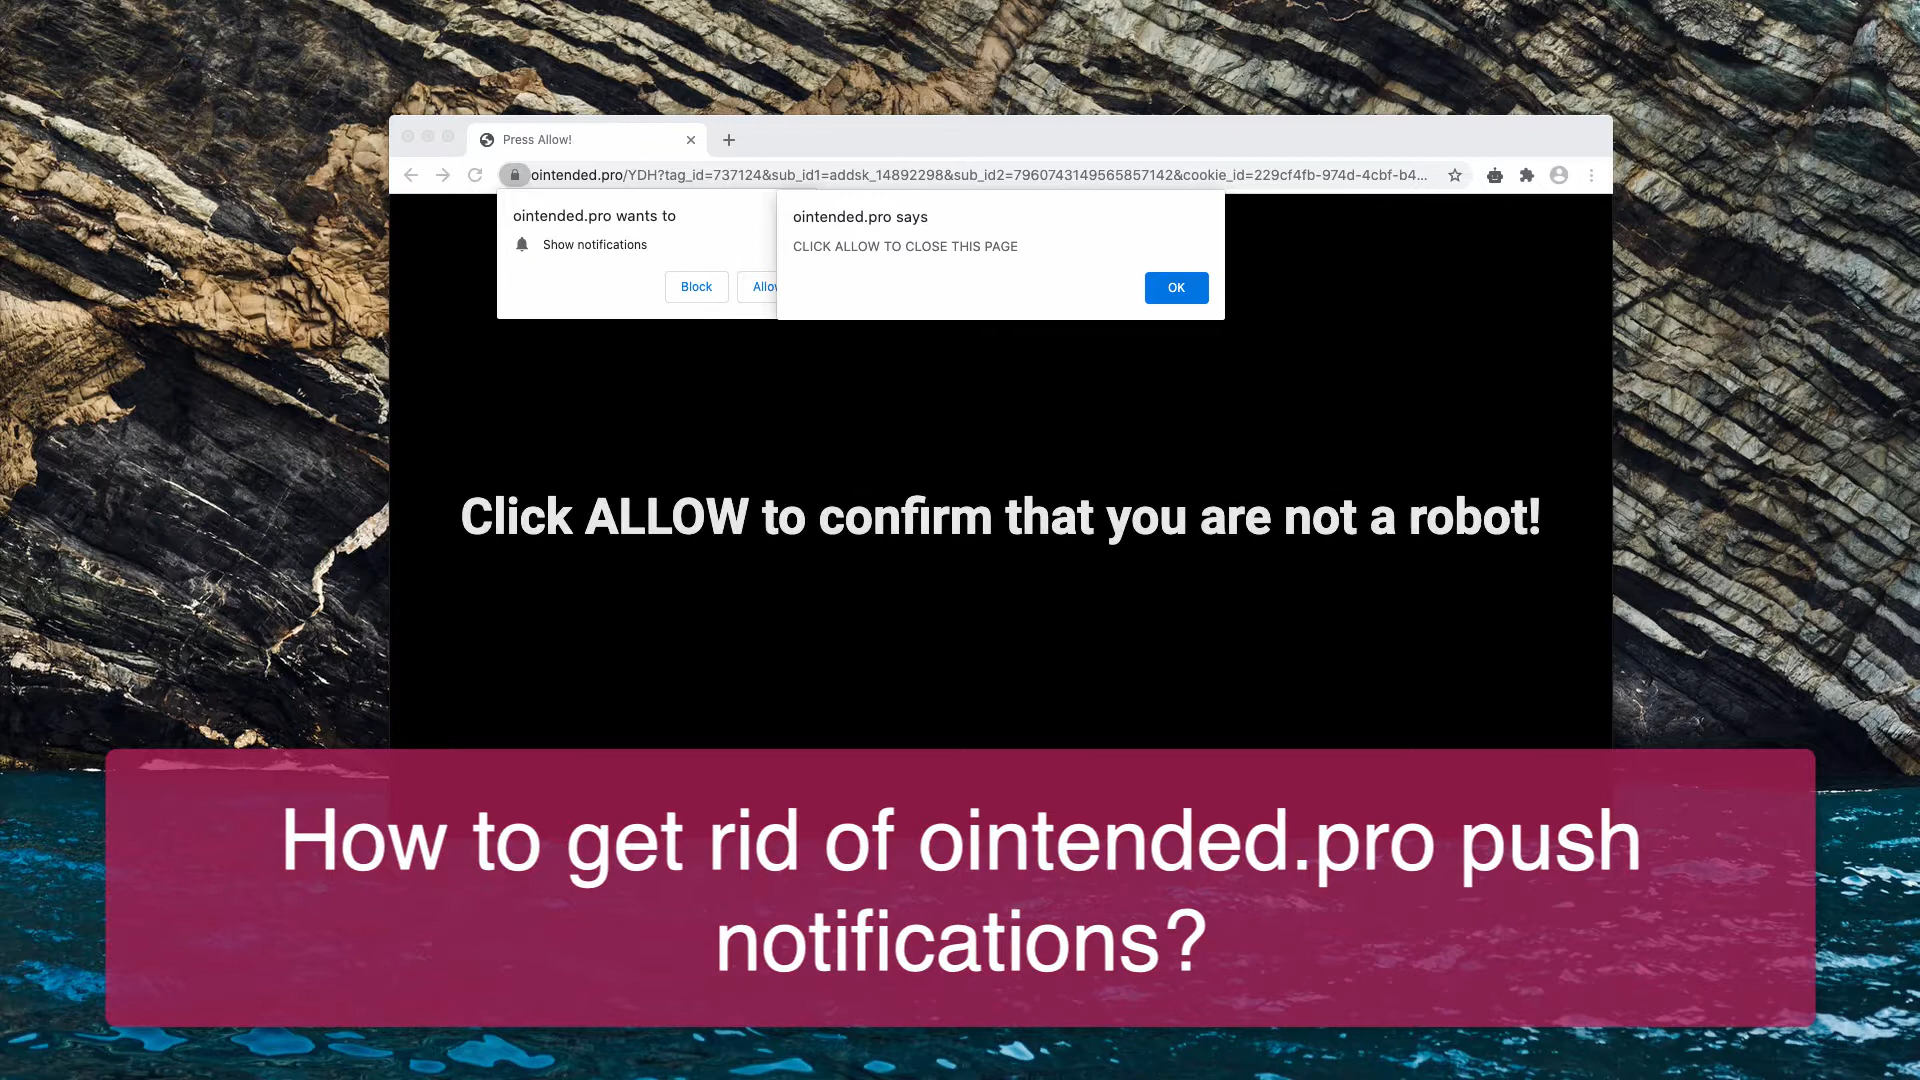 Press Allow!
ointended.pro/YDH?tag_id=737124&sub_id1=addsk_14892298&sub_id2=7960743149565857142&cookie_id=229cf4fb-974d-4cbf-b4...
ointended.pro wants to
Show notifications
Block
Allow
ointended.pro says
CLICK ALLOW TO CLOSE THIS PAGE
OK
Click ALLOW to confirm that you are not a robot!
How to get rid of ointended.pro push
notifications?